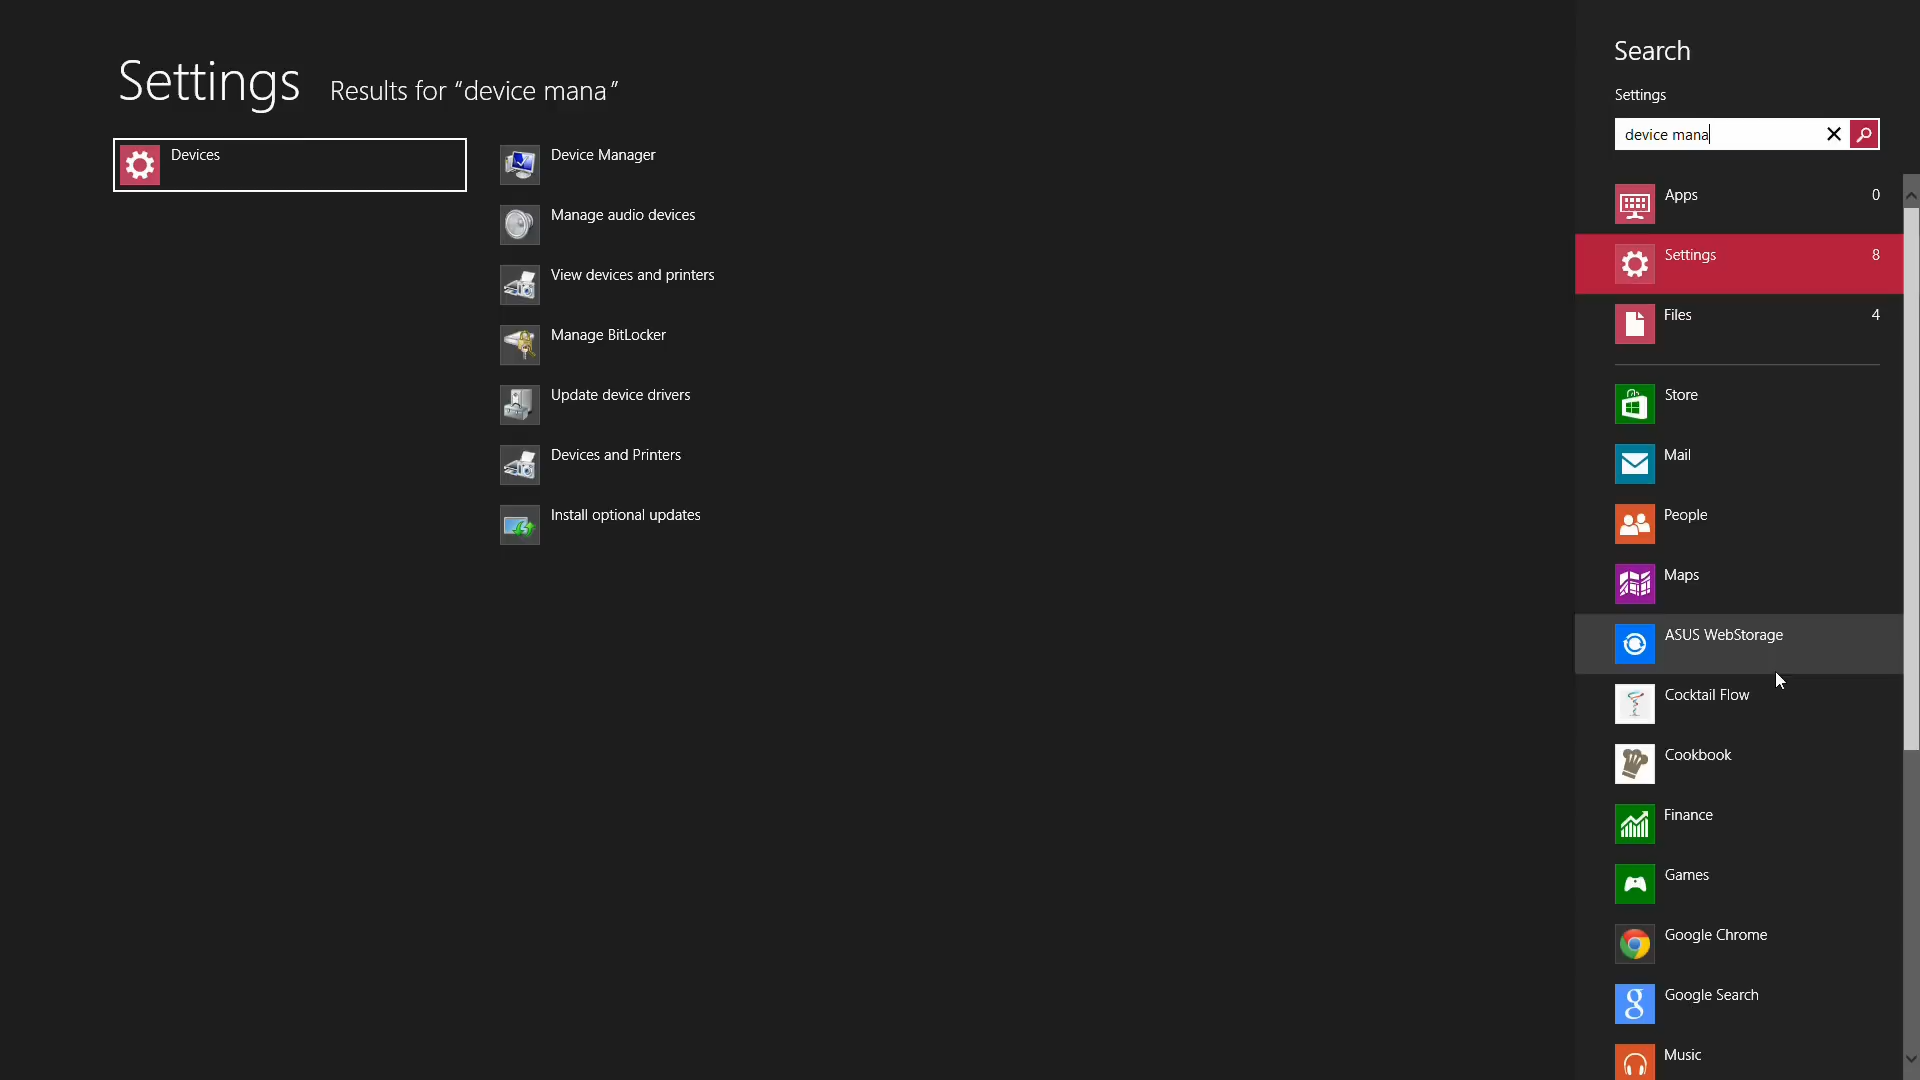 Settings Results for “device mana”
Devices
Device Manager
Manage audio devices
View devices and printers
Manage BitLocker
Update device drivers
Devices and Printers
Install optional updates
Search
Settings
device mana
Apps 0
Settings 8
Files 4
Store
Mail
People
Maps
ASUS WebStorage
Cocktail Flow
Cookbook
Finance
Games
Google Chrome
Google Search
Music